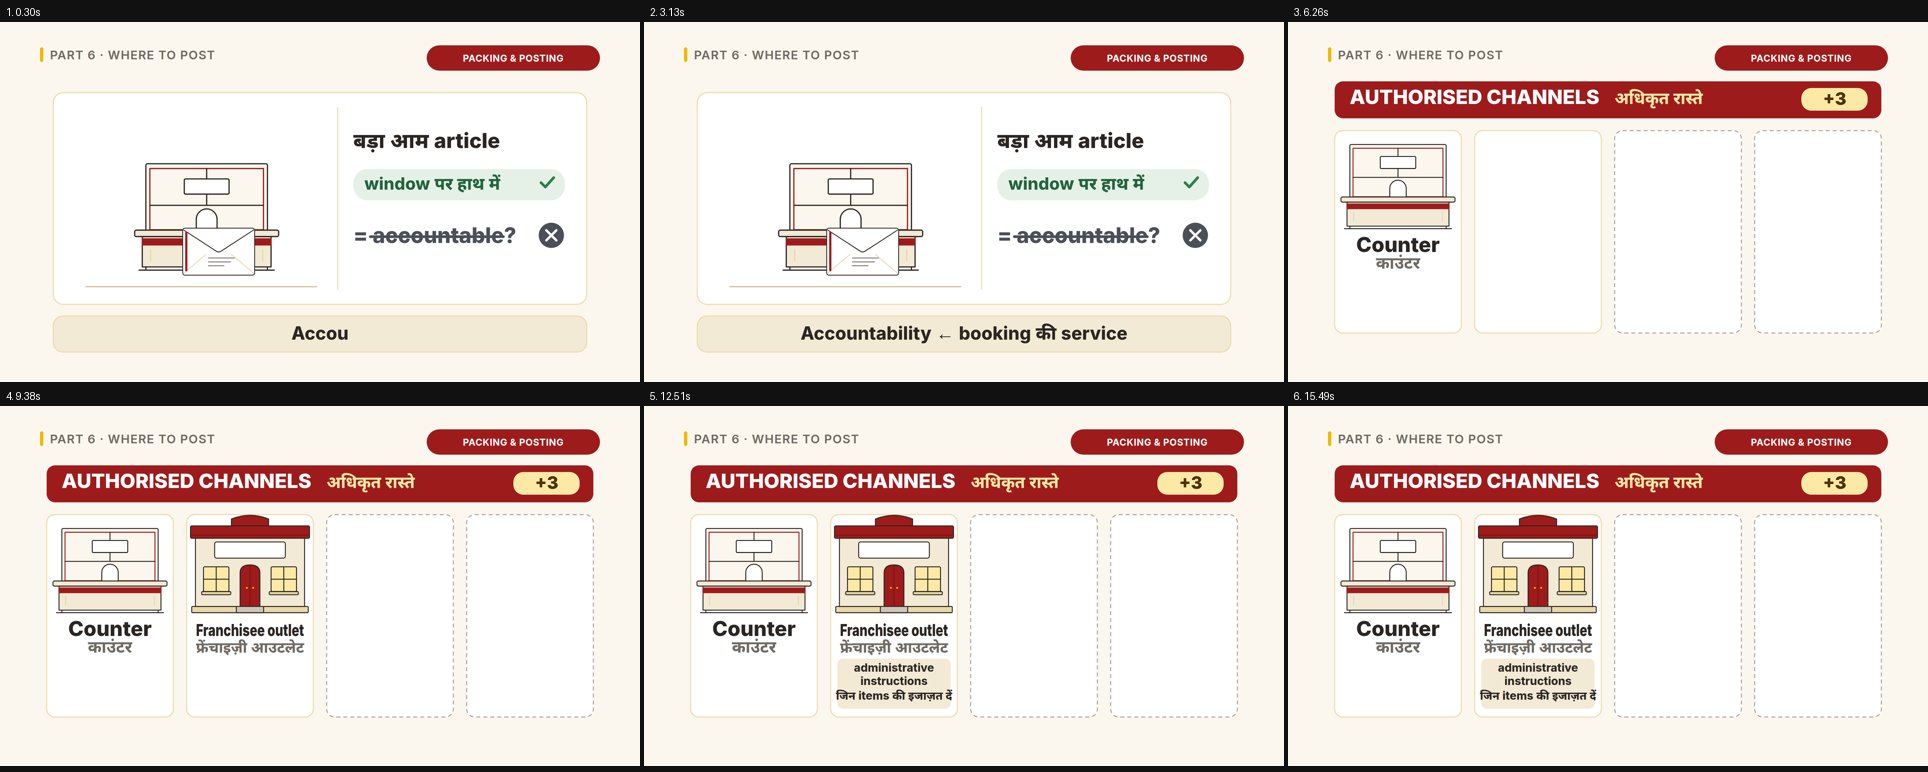 1. 0.30s
PART 6 · WHERE TO POST
PACKING & POSTING
बड़ा आम article
window पर हाथ में
= accountable?
Accou
2. 3.13s
PART 6 · WHERE TO POST
PACKING & POSTING
बड़ा आम article
window पर हाथ में
= accountable?
Accountability ← booking की service
3. 6.26s
PART 6 · WHERE TO POST
PACKING & POSTING
AUTHORISED CHANNELS अधिकृत रास्ते +3
Counter
काउंटर
4. 9.38s
PART 6 · WHERE TO POST
PACKING & POSTING
AUTHORISED CHANNELS अधिकृत रास्ते +3
Counter
काउंटर
Franchisee outlet
फ्रेंचाइज़ी आउटलेट
5. 12.51s
PART 6 · WHERE TO POST
PACKING & POSTING
AUTHORISED CHANNELS अधिकृत रास्ते +3
Counter
काउंटर
Franchisee outlet
फ्रेंचाइज़ी आउटलेट
administrative
instructions
जिन items की इजाज़त दें
6. 15.49s
PART 6 · WHERE TO POST
PACKING & POSTING
AUTHORISED CHANNELS अधिकृत रास्ते +3
Counter
काउंटर
Franchisee outlet
फ्रेंचाइज़ी आउटलेट
administrative
instructions
जिन items की इजाज़त दें